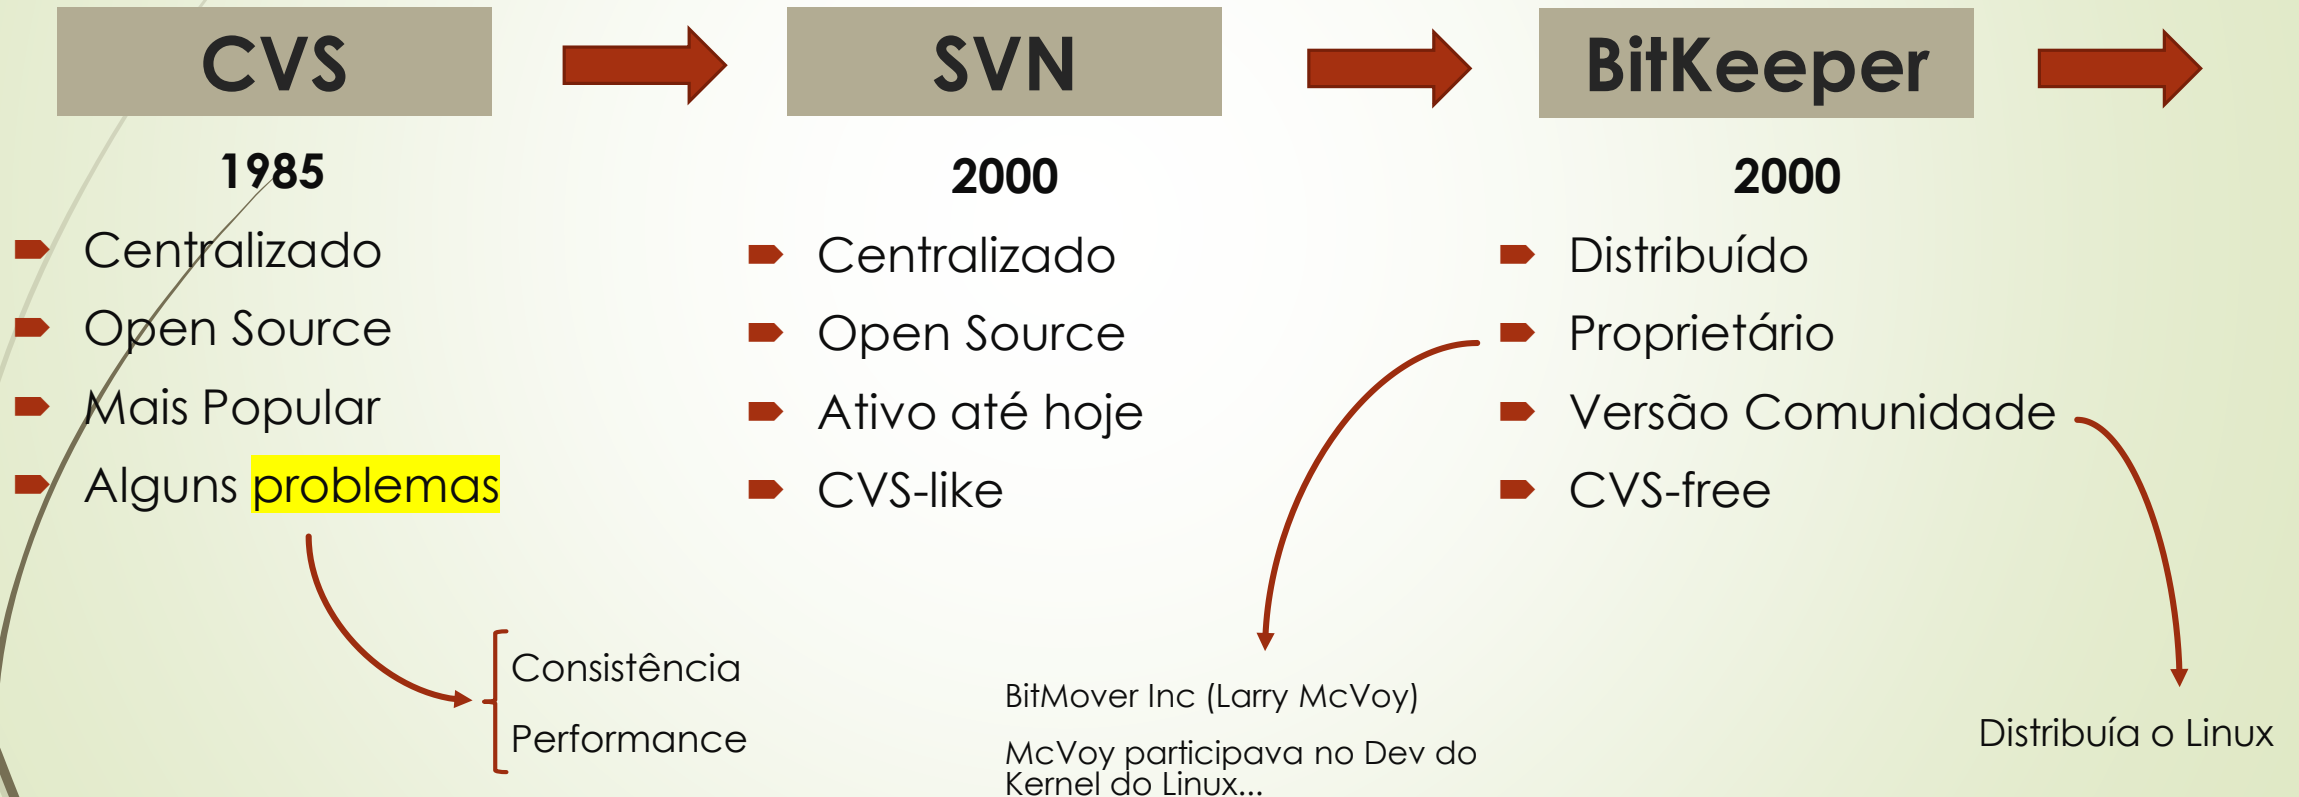 CVS
1985
Centralizado
Open Source
Mais Popular
Alguns problemas
Consistência
Performance
SVN
2000
Centralizado
Open Source
Ativo até hoje
CVS-like
BitKeeper
2000
Distribuído
Proprietário
Versão Comunidade
CVS-free
BitMover Inc (Larry McVoy)
McVoy participava no Dev do
Kernel do Linux...
Distribuía o Linux